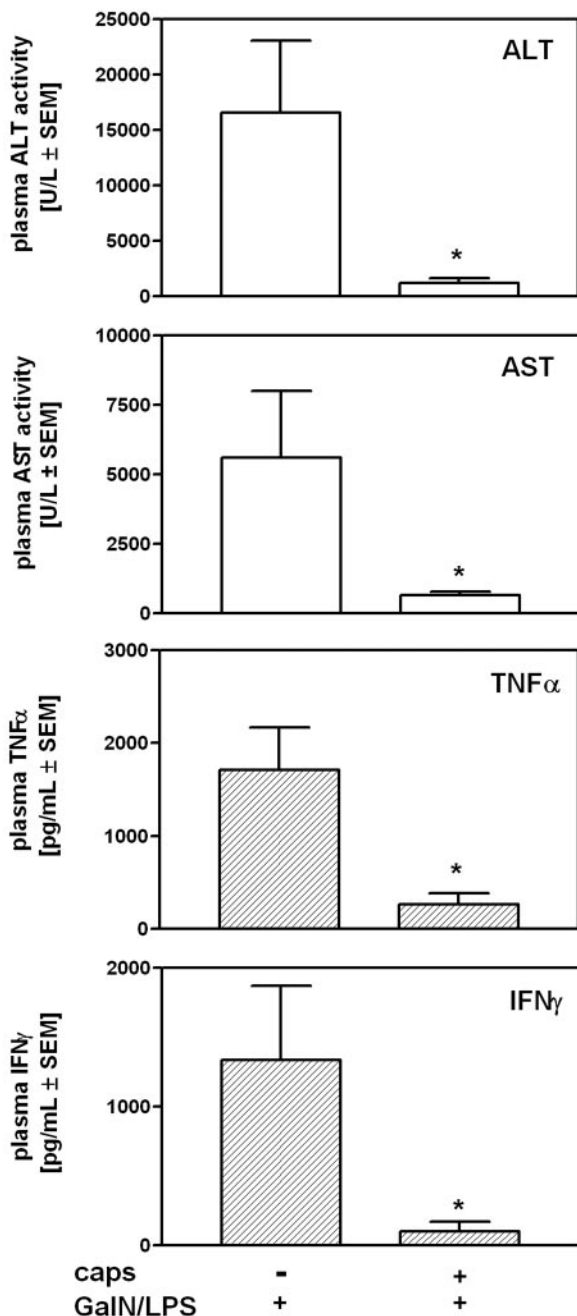 25000
20000
15000
10000
5000
0
plasma ALT activity
[U/L ± SEM]
ALT
*
10000
7500
5000
2500
0
plasma AST activity
[U/L ± SEM]
AST
*
3000
2000
1000
0
plasma TNFα
[pg/mL ± SEM]
TNFα
*
2000
1000
0
plasma IFNγ
[pg/mL ± SEM]
IFNγ
*
caps - +
GalN/LPS + +